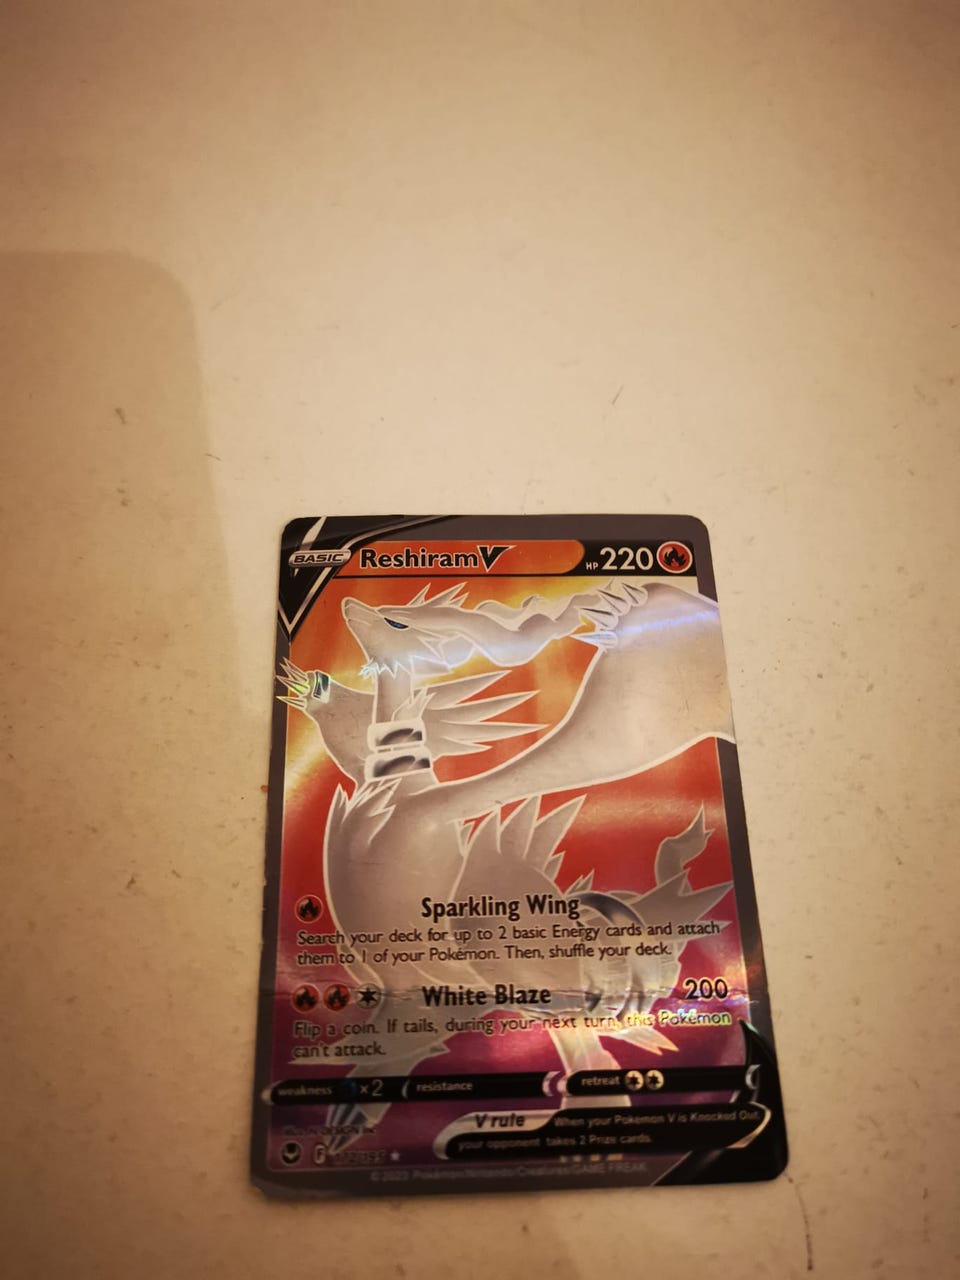 BASIC Reshiram V HP 220
Sparkling Wing
Search your deck for up to 2 basic Energy cards and attach
them to 1 of your Pokémon. Then, shuffle your deck.
White Blaze 200
Flip a coin. If tails, during your next turn, this Pokémon
can't attack.
weakness ×2 resistance retreat
V rule When your Pokémon V is Knocked Out,
your opponent takes 2 Prize cards.
F
Pokémon/Nintendo/Creatures/GAME FREAK